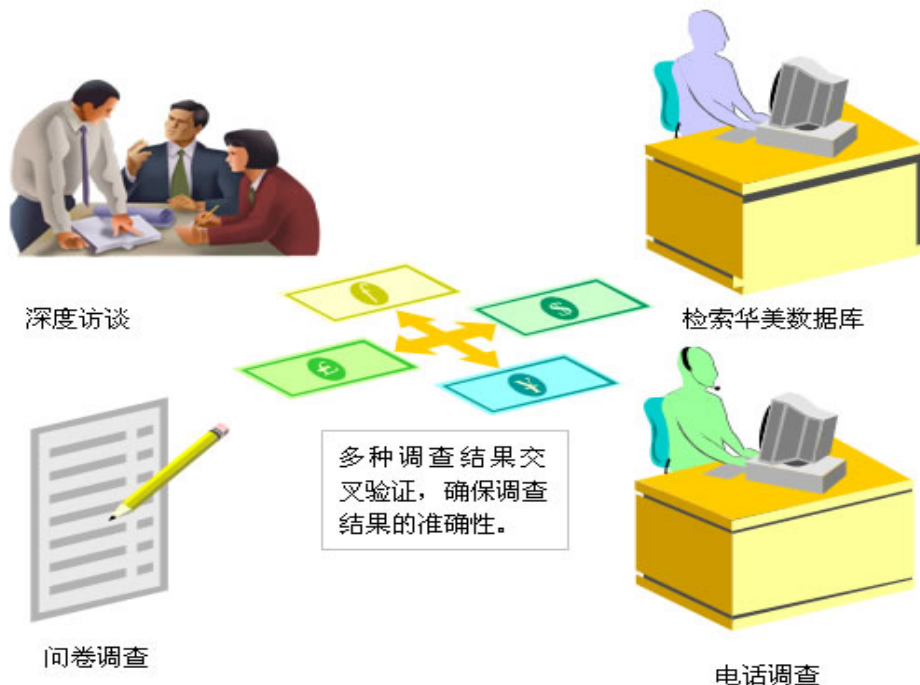 深度访谈
检索华美数据库
多种调查结果交
叉验证，确保调查
结果的准确性。
问卷调查
电话调查